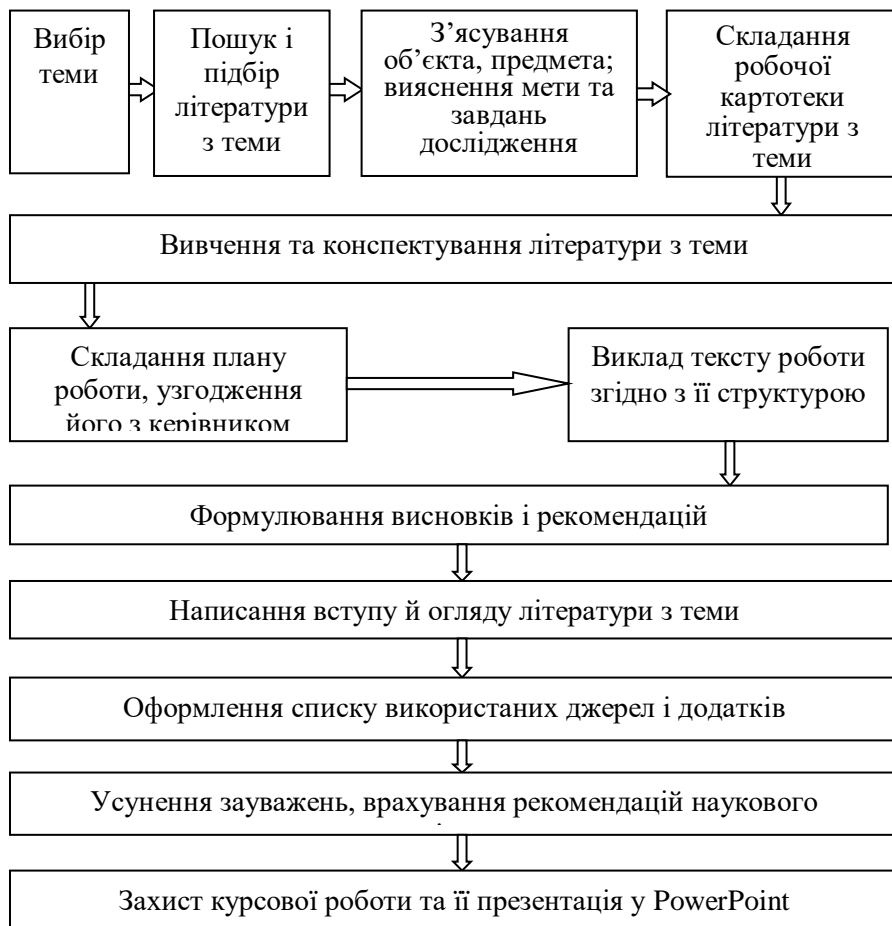 Вибір
теми
Пошук і
підбір
літератури
з теми
З’ясування
об’єкта, предмета;
вияснення мети та
завдань
дослідження
Складання
робочої
картотеки
літератури з
теми
Вивчення та конспектування літератури з теми
Складання плану
роботи, узгодження
його з керівником
Виклад тексту роботи
згідно з її структурою
Формулювання висновків і рекомендацій
Написання вступу й огляду літератури з теми
Оформлення списку використаних джерел і додатків
Усунення зауважень, врахування рекомендацій наукового
Захист курсової роботи та її презентація у PowerPoint